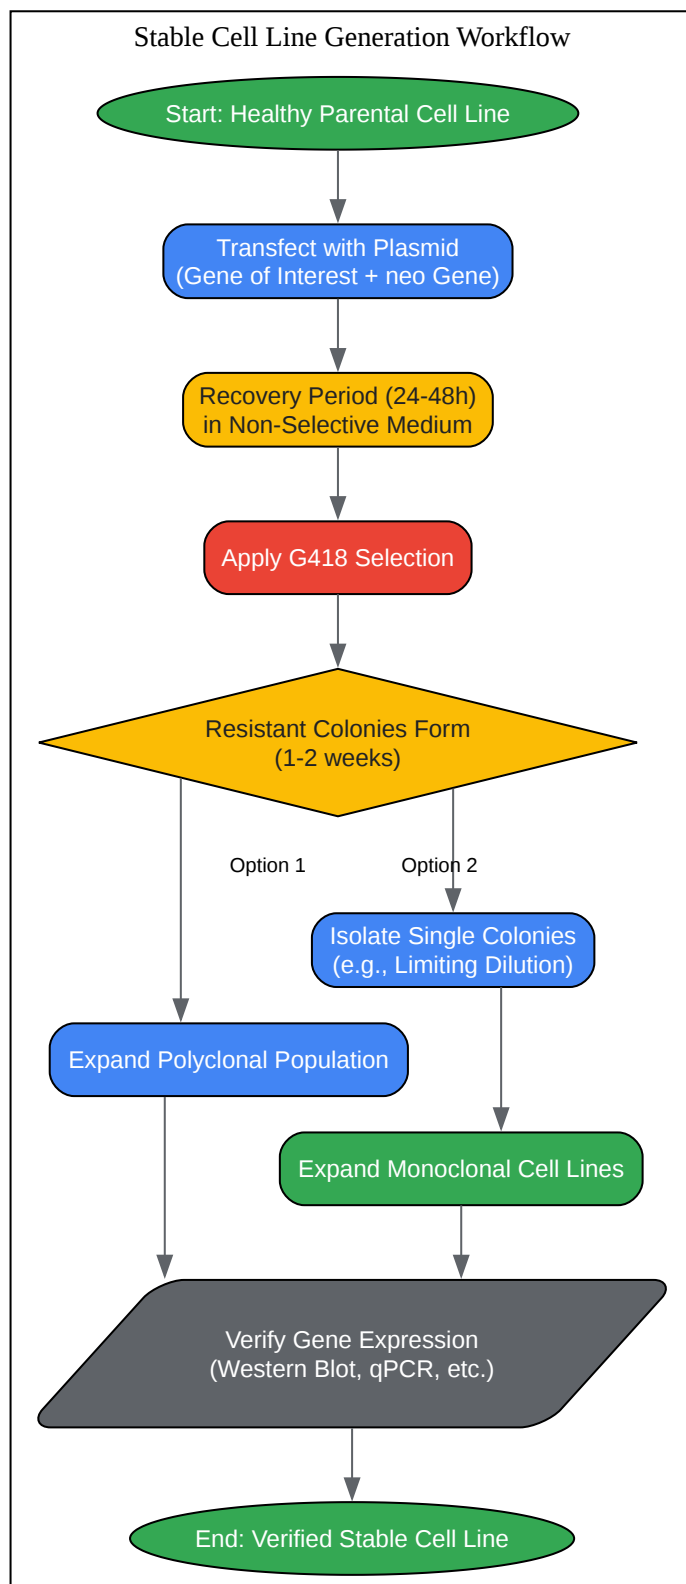 Stable Cell Line Generation Workflow
Start: Healthy Parental Cell Line
Transfect with Plasmid
(Gene of Interest + neo Gene)
Recovery Period (24-48h)
in Non-Selective Medium
Apply G418 Selection
Resistant Colonies Form
(1-2 weeks)
Option 1
Option 2
Isolate Single Colonies
(e.g., Limiting Dilution)
Expand Polyclonal Population
Expand Monoclonal Cell Lines
Verify Gene Expression
(Western Blot, qPCR, etc.)
End: Verified Stable Cell Line